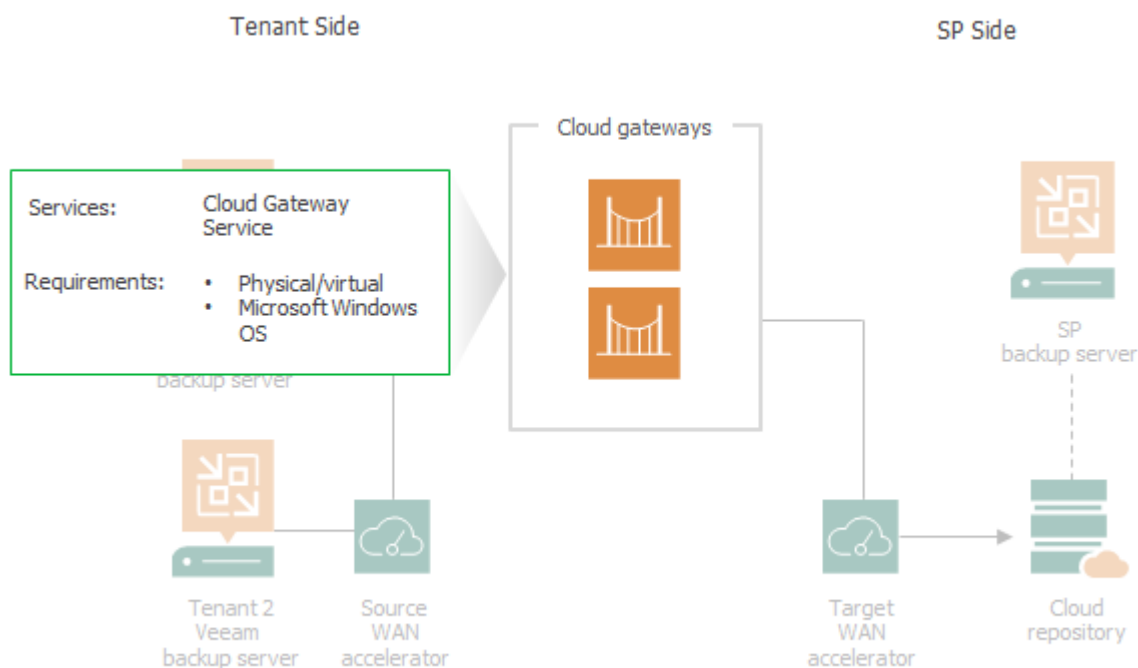 Tenant Side
SP Side
Cloud gateways
Services:
Cloud Gateway
Service
Requirements:
• Physical/virtual
• Microsoft Windows
OS
backup server
SP
backup server
Tenant 2
Veeam
backup server
Source
WAN
accelerator
Target
WAN
accelerator
Cloud
repository